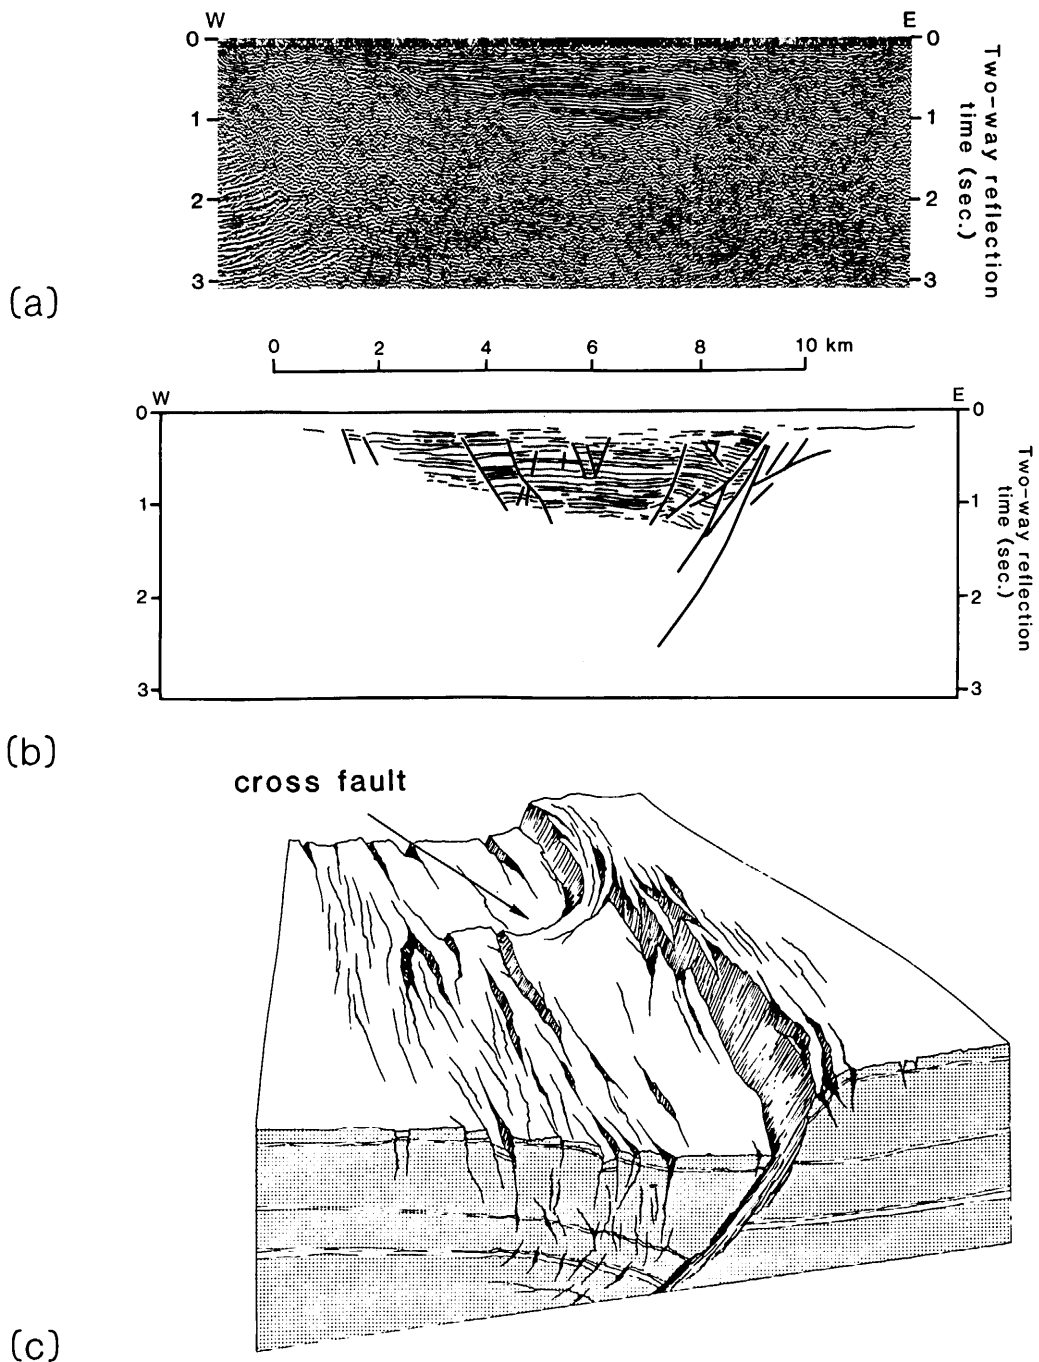 W E
0 0
1 1
2 2
3 3
Two-way reflection
time (sec.)
(a)
0 2 4 6 8 10 km
W E
0 0
1 1
2 2
3 3
Two-way reflection
time (sec.)
(b)
cross fault
(c)